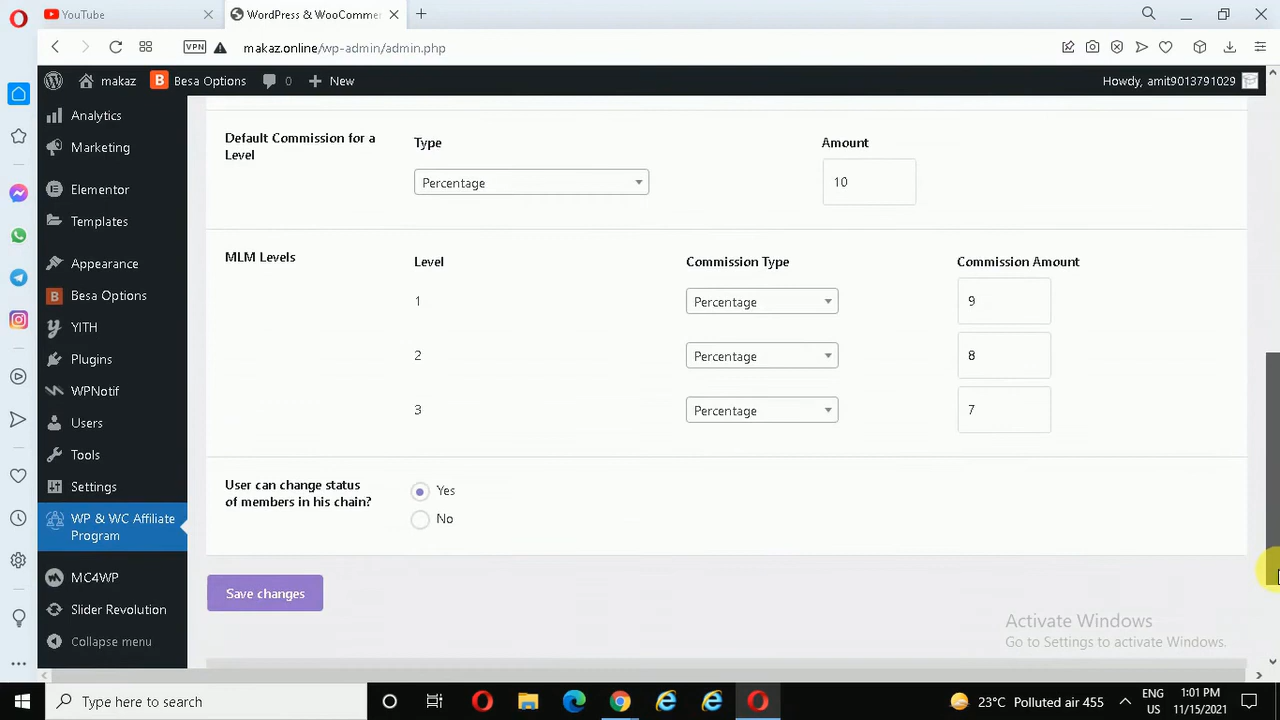 YouTube
WordPress & WooComme
VPN
makaz.online/wp-admin/admin.php
makaz
Besa Options
0
New
Howdy, amit9013791029
Analytics
Marketing
Elementor
Templates
Appearance
Besa Options
YITH
Plugins
WPNotif
Users
Tools
Settings
WP & WC Affiliate
Program
MC4WP
Slider Revolution
Collapse menu
Default Commission for a
Level
Type
Amount
Percentage
10
MLM Levels
Level
Commission Type
Commission Amount
1
Percentage
9
2
Percentage
8
3
Percentage
7
User can change status
of members in his chain?
Yes
No
Save changes
Activate Windows
Go to Settings to activate Windows.
Type here to search
23°C Polluted air 455
ENG
US
1:01 PM
11/15/2021